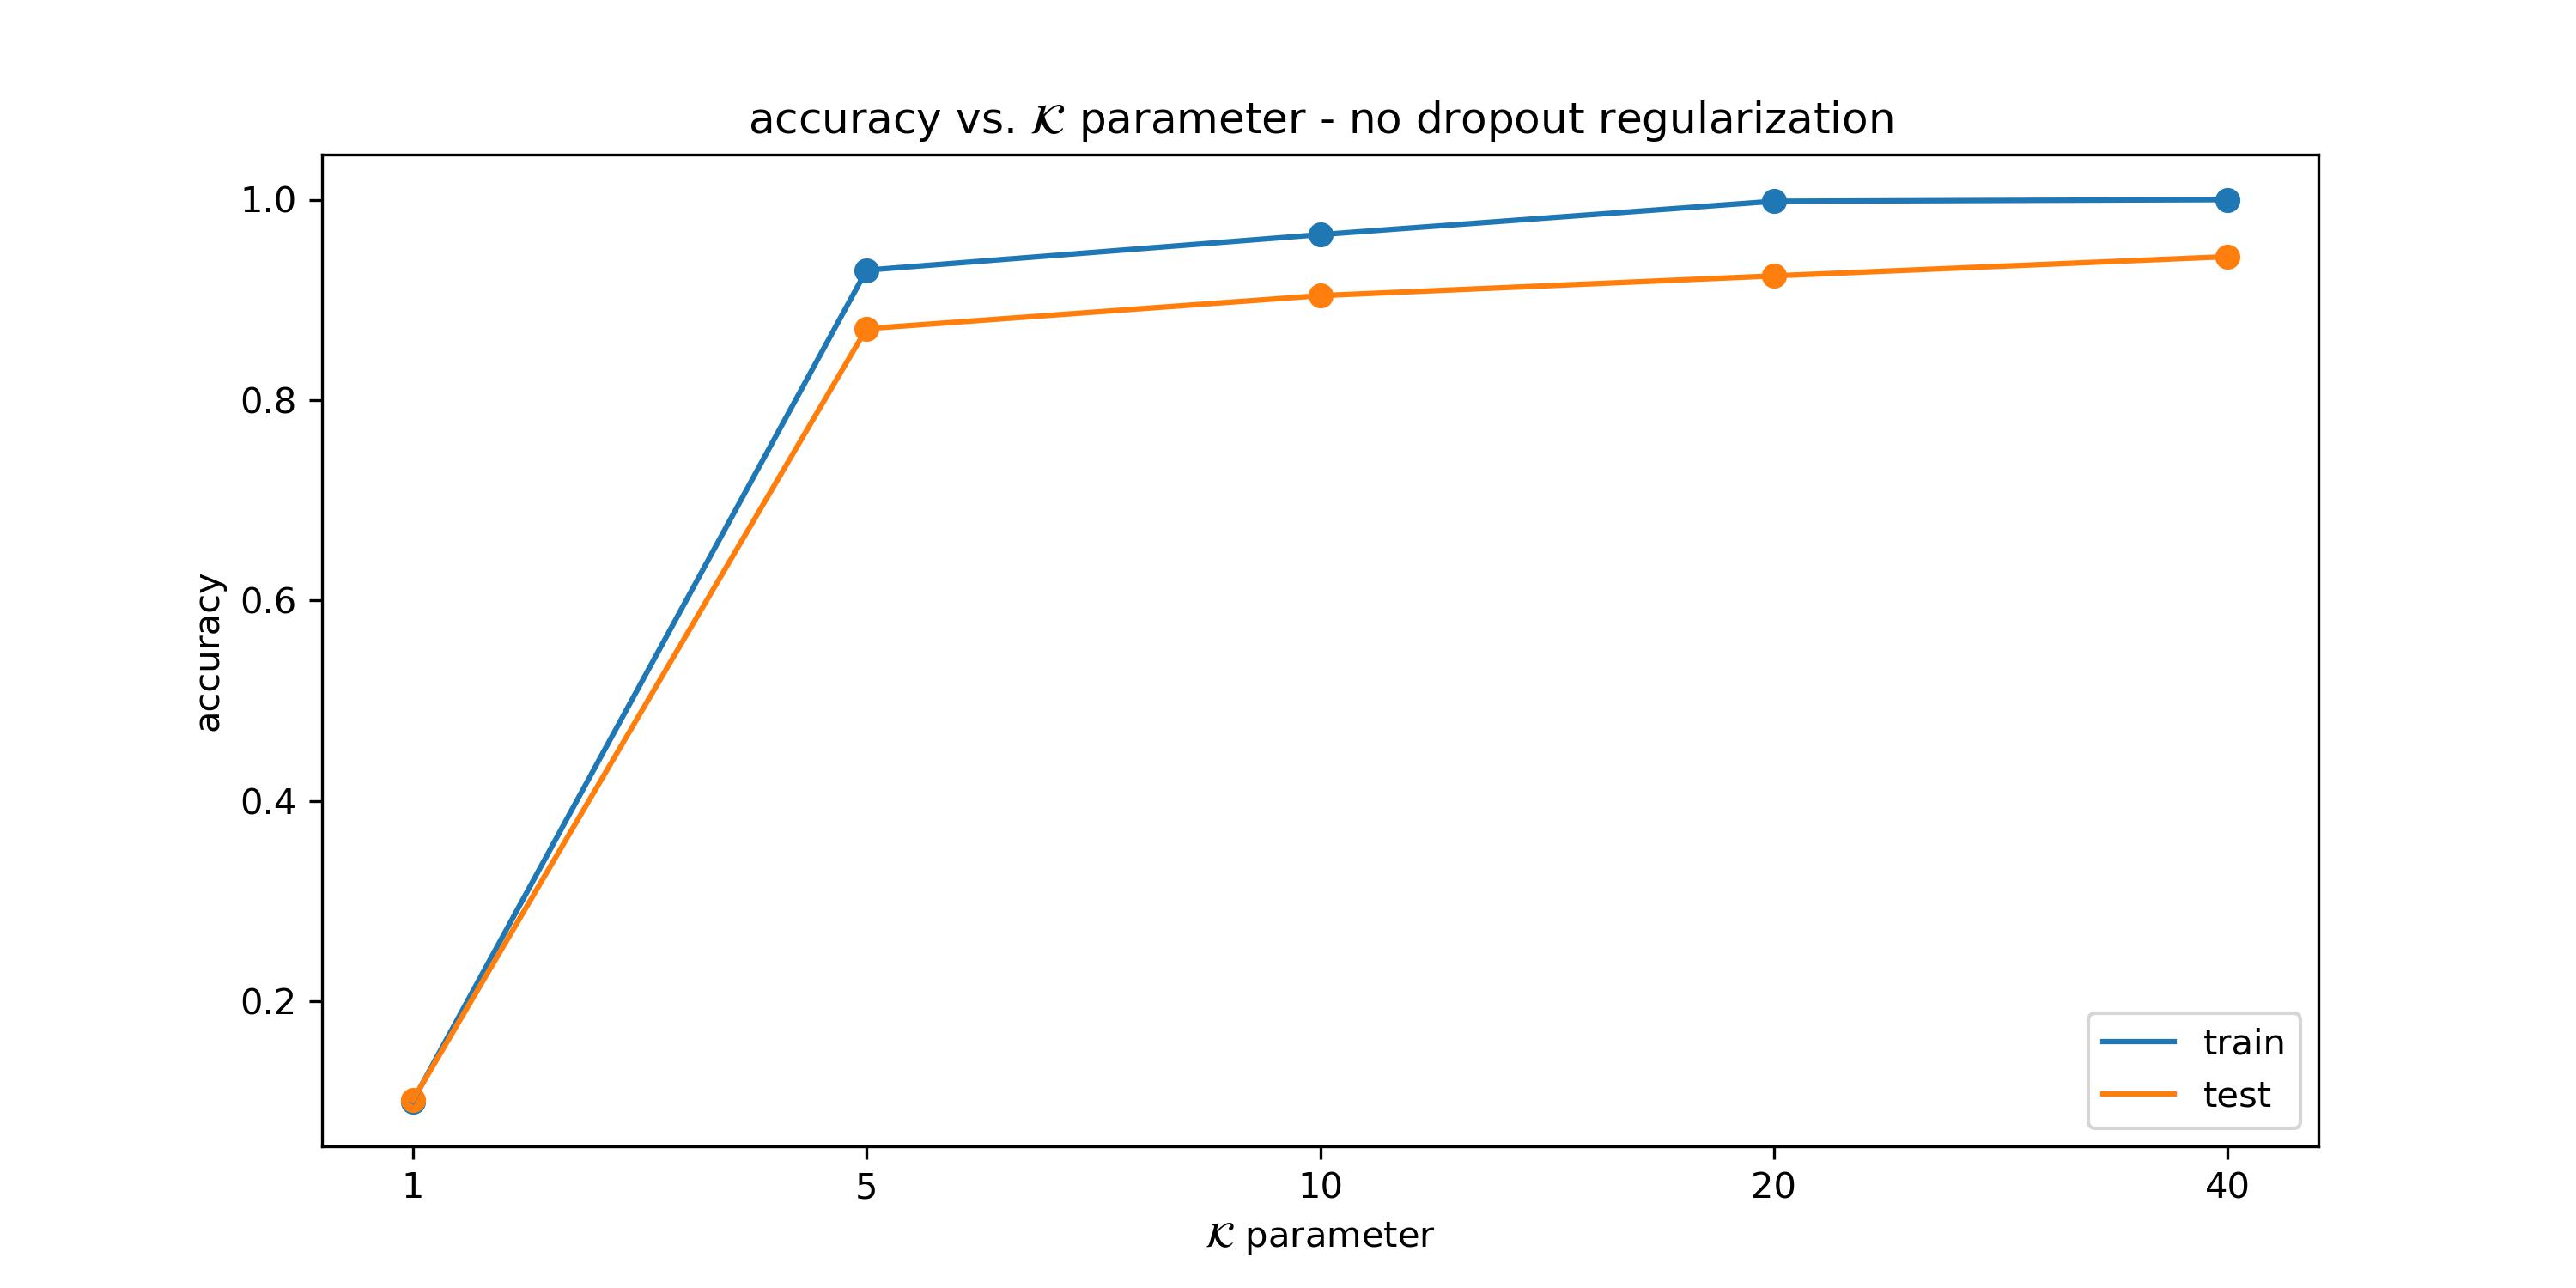 accuracy vs. 𝒦 parameter - no dropout regularization
1.0
0.8
0.6
0.4
0.2
accuracy
1 5 10 20 40
𝒦 parameter
train
test